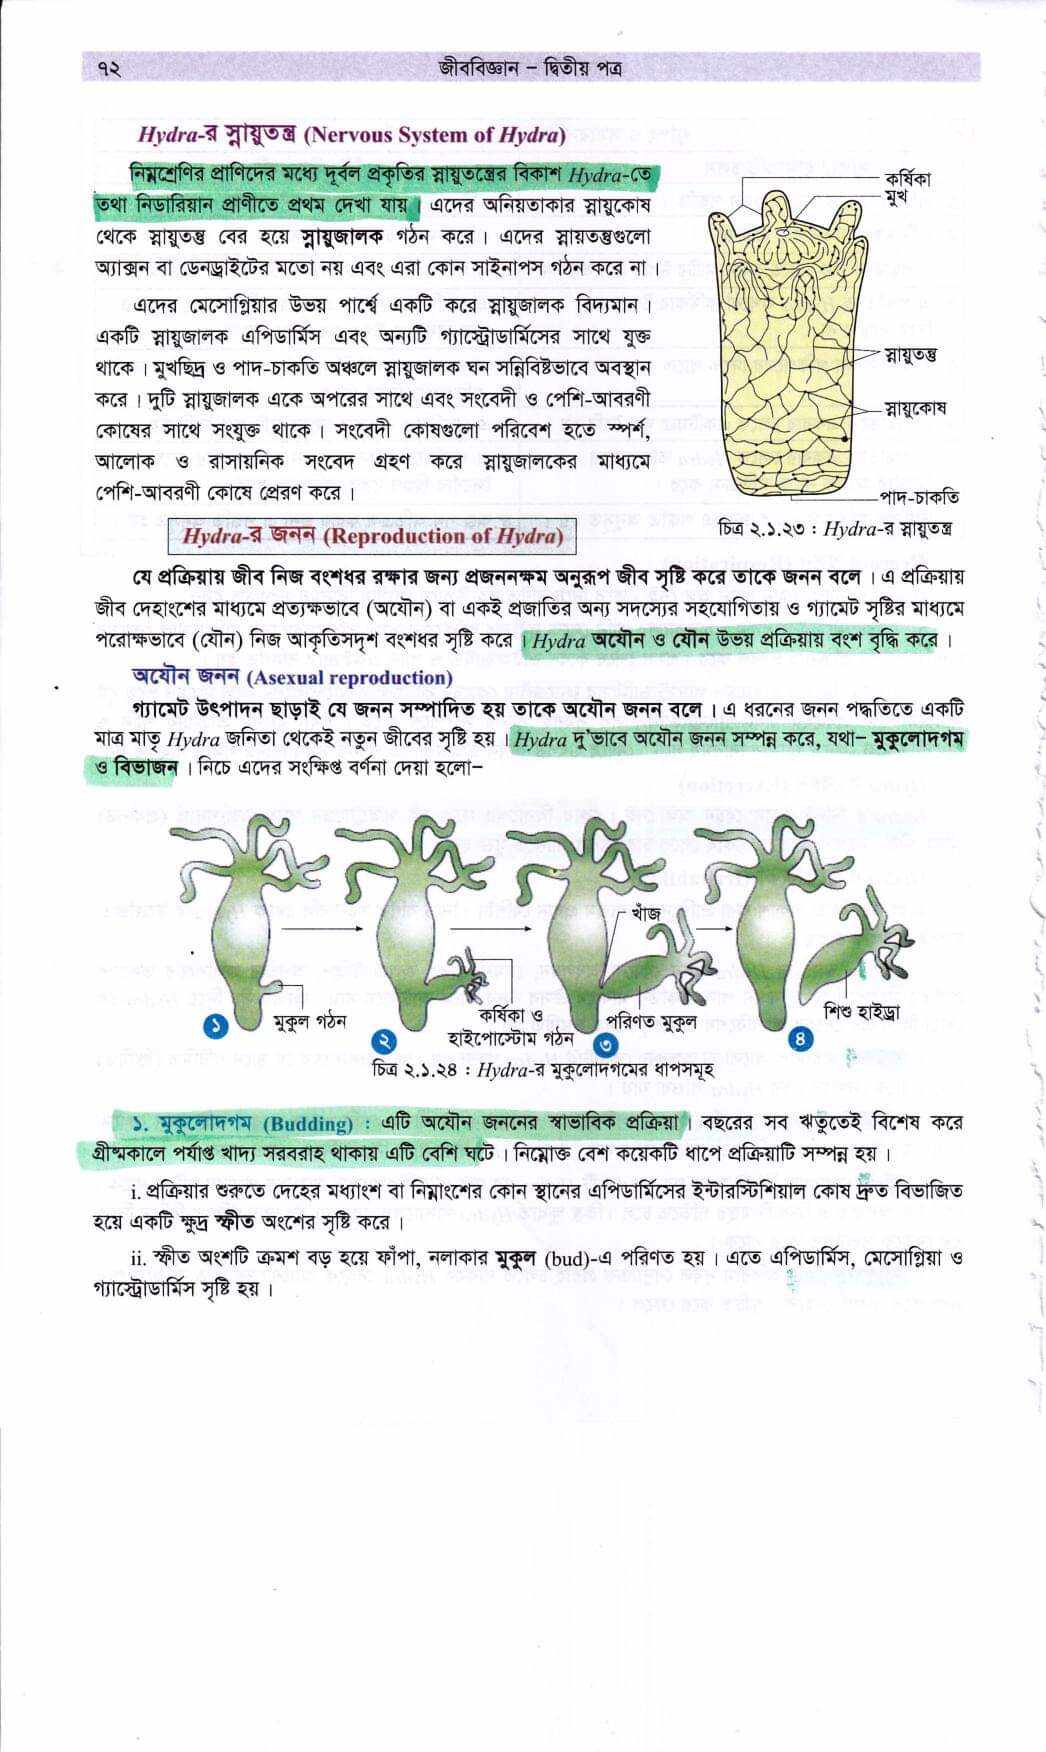 ৭২
জীববিজ্ঞান – দ্বিতীয় পত্র
Hydra-র স্নায়ুতন্ত্র (Nervous System of Hydra)
নিম্নশ্রেণির প্রাণিদের মধ্যে দূর্বল প্রকৃতির স্নায়ুতন্ত্রের বিকাশ Hydra-তে
তথা নিডারিয়ান প্রাণীতে প্রথম দেখা যায়। এদের অনিয়তাকার স্নায়ুকোষ
থেকে স্নায়ুতন্তু বের হয়ে স্নায়ুজালক গঠন করে। এদের স্নায়তন্তুগুলো
অ্যাক্সন বা ডেনড্রাইটের মতো নয় এবং এরা কোন সাইনাপস গঠন করে না।
এদের মেসোগ্লিয়ার উভয় পার্শ্বে একটি করে স্নায়ুজালক বিদ্যমান।
একটি স্নায়ুজালক এপিডার্মিস এবং অন্যটি গ্যাস্ট্রোডার্মিসের সাথে যুক্ত
থাকে। মুখছিদ্র ও পাদ-চাকতি অঞ্চলে স্নায়ুজালক ঘন সন্নিবিষ্টভাবে অবস্থান
করে। দুটি স্নায়ুজালক একে অপরের সাথে এবং সংবেদী ও পেশি-আবরণী
কোষের সাথে সংযুক্ত থাকে। সংবেদী কোষগুলো পরিবেশ হতে স্পর্শ,
আলোক ও রাসায়নিক সংবেদ গ্রহণ করে স্নায়ুজালকের মাধ্যমে
পেশি-আবরণী কোষে প্রেরণ করে।
কর্ষিকা
মুখ
স্নায়ুতন্তু
স্নায়ুকোষ
পাদ-চাকতি
চিত্র ২.১.২৩ : Hydra-র স্নায়ুতন্ত্র
Hydra-র জনন (Reproduction of Hydra)
যে প্রক্রিয়ায় জীব নিজ বংশধর রক্ষার জন্য প্রজননক্ষম অনুরূপ জীব সৃষ্টি করে তাকে জনন বলে। এ প্রক্রিয়ায়
জীব দেহাংশের মাধ্যমে প্রত্যক্ষভাবে (অযৌন) বা একই প্রজাতির অন্য সদস্যের সহযোগিতায় ও গ্যামেট সৃষ্টির মাধ্যমে
পরোক্ষভাবে (যৌন) নিজ আকৃতিসদৃশ বংশধর সৃষ্টি করে। Hydra অযৌন ও যৌন উভয় প্রক্রিয়ায় বংশ বৃদ্ধি করে।
অযৌন জনন (Asexual reproduction)
গ্যামেট উৎপাদন ছাড়াই যে জনন সম্পাদিত হয় তাকে অযৌন জনন বলে। এ ধরনের জনন পদ্ধতিতে একটি
মাত্র মাতৃ Hydra জনিতা থেকেই নতুন জীবের সৃষ্টি হয়। Hydra দু'ভাবে অযৌন জনন সম্পন্ন করে, যথা– মুকুলোদগম
ও বিভাজন। নিচে এদের সংক্ষিপ্ত বর্ণনা দেয়া হলো–
খাঁজ
মুকুল গঠন
কর্ষিকা ও
হাইপোস্টোম গঠন
পরিণত মুকুল
শিশু হাইড্রা
১
২
৩
৪
চিত্র ২.১.২৪ : Hydra-র মুকুলোদগমের ধাপসমূহ
১. মুকুলোদগম (Budding) : এটি অযৌন জননের স্বাভাবিক প্রক্রিয়া। বছরের সব ঋতুতেই বিশেষ করে
গ্রীষ্মকালে পর্যাপ্ত খাদ্য সরবরাহ থাকায় এটি বেশি ঘটে। নিম্নোক্ত বেশ কয়েকটি ধাপে প্রক্রিয়াটি সম্পন্ন হয়।
i. প্রক্রিয়ার শুরুতে দেহের মধ্যাংশ বা নিম্নাংশের কোন স্থানের এপিডার্মিসের ইন্টারস্টিশিয়াল কোষ দ্রুত বিভাজিত
হয়ে একটি ক্ষুদ্র স্ফীত অংশের সৃষ্টি করে।
ii. স্ফীত অংশটি ক্রমশ বড় হয়ে ফাঁপা, নলাকার মুকুল (bud)-এ পরিণত হয়। এতে এপিডার্মিস, মেসোগ্লিয়া ও
গ্যাস্ট্রোডার্মিস সৃষ্টি হয়।